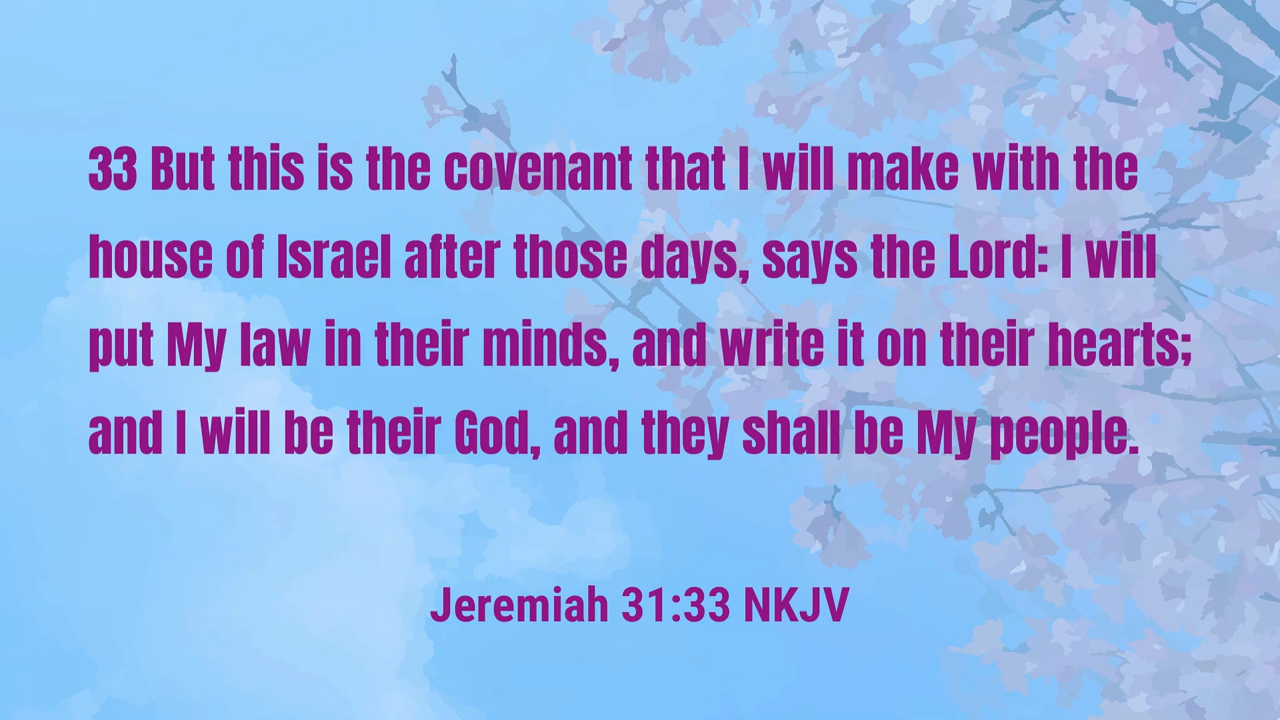 33 But this is the covenant that I will make with the
house of Israel after those days, says the Lord: I will
put My law in their minds, and write it on their hearts;
and I will be their God, and they shall be My people.
Jeremiah 31:33 NKJV